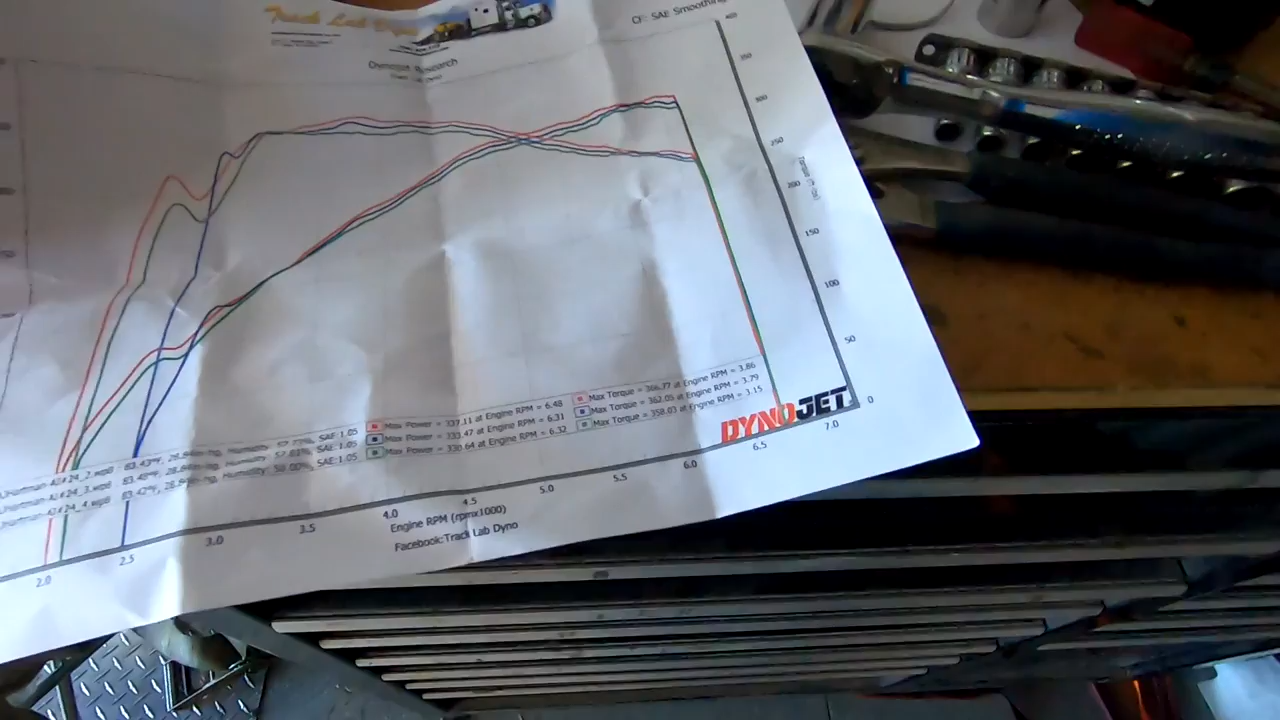 Track Lab Dyno
CF: SAE Smoothing
Research
350
300
250
200
150
100
50
0
Max Power = 337.11 at Engine RPM = 6.48
Max Torque = 366.77 at Engine RPM = 3.86
Max Power = 333.47 at Engine RPM = 6.31
Max Torque = 362.05 at Engine RPM = 3.79
Max Power = 330.64 at Engine RPM = 6.32
Max Torque = 358.03 at Engine RPM = 3.15
SAE:1.05
SAE:1.05
SAE:1.05
DYNOJET
2.0 2.5 3.0 3.5 4.0 4.5 5.0 5.5 6.0 6.5 7.0
Engine RPM (rpmx1000)
Facebook:Track Lab Dyno